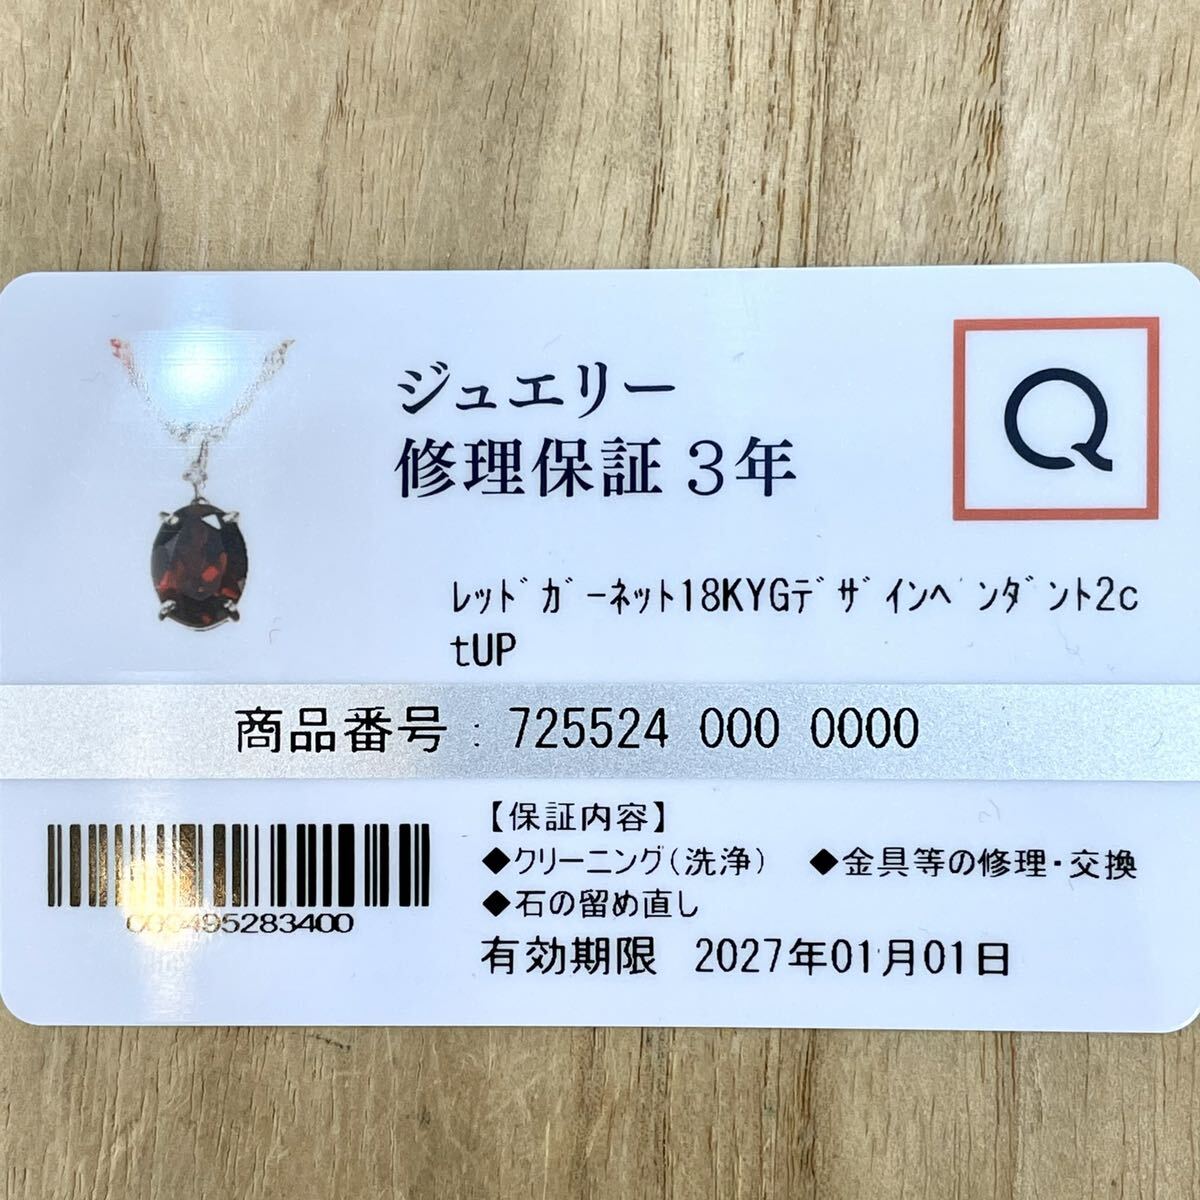 ジュエリー
修理保証3年
Q
ﾚｯﾄﾞｶﾞｰﾈｯﾄ18KYGﾃﾞｻﾞｲﾝﾍﾟﾝﾀﾞﾝﾄ2c
tUP
商品番号 : 725524 000 0000
【保証内容】
◆クリーニング(洗浄) ◆金具等の修理・交換
◆石の留め直し
000495283400
有効期限 2027年01月01日